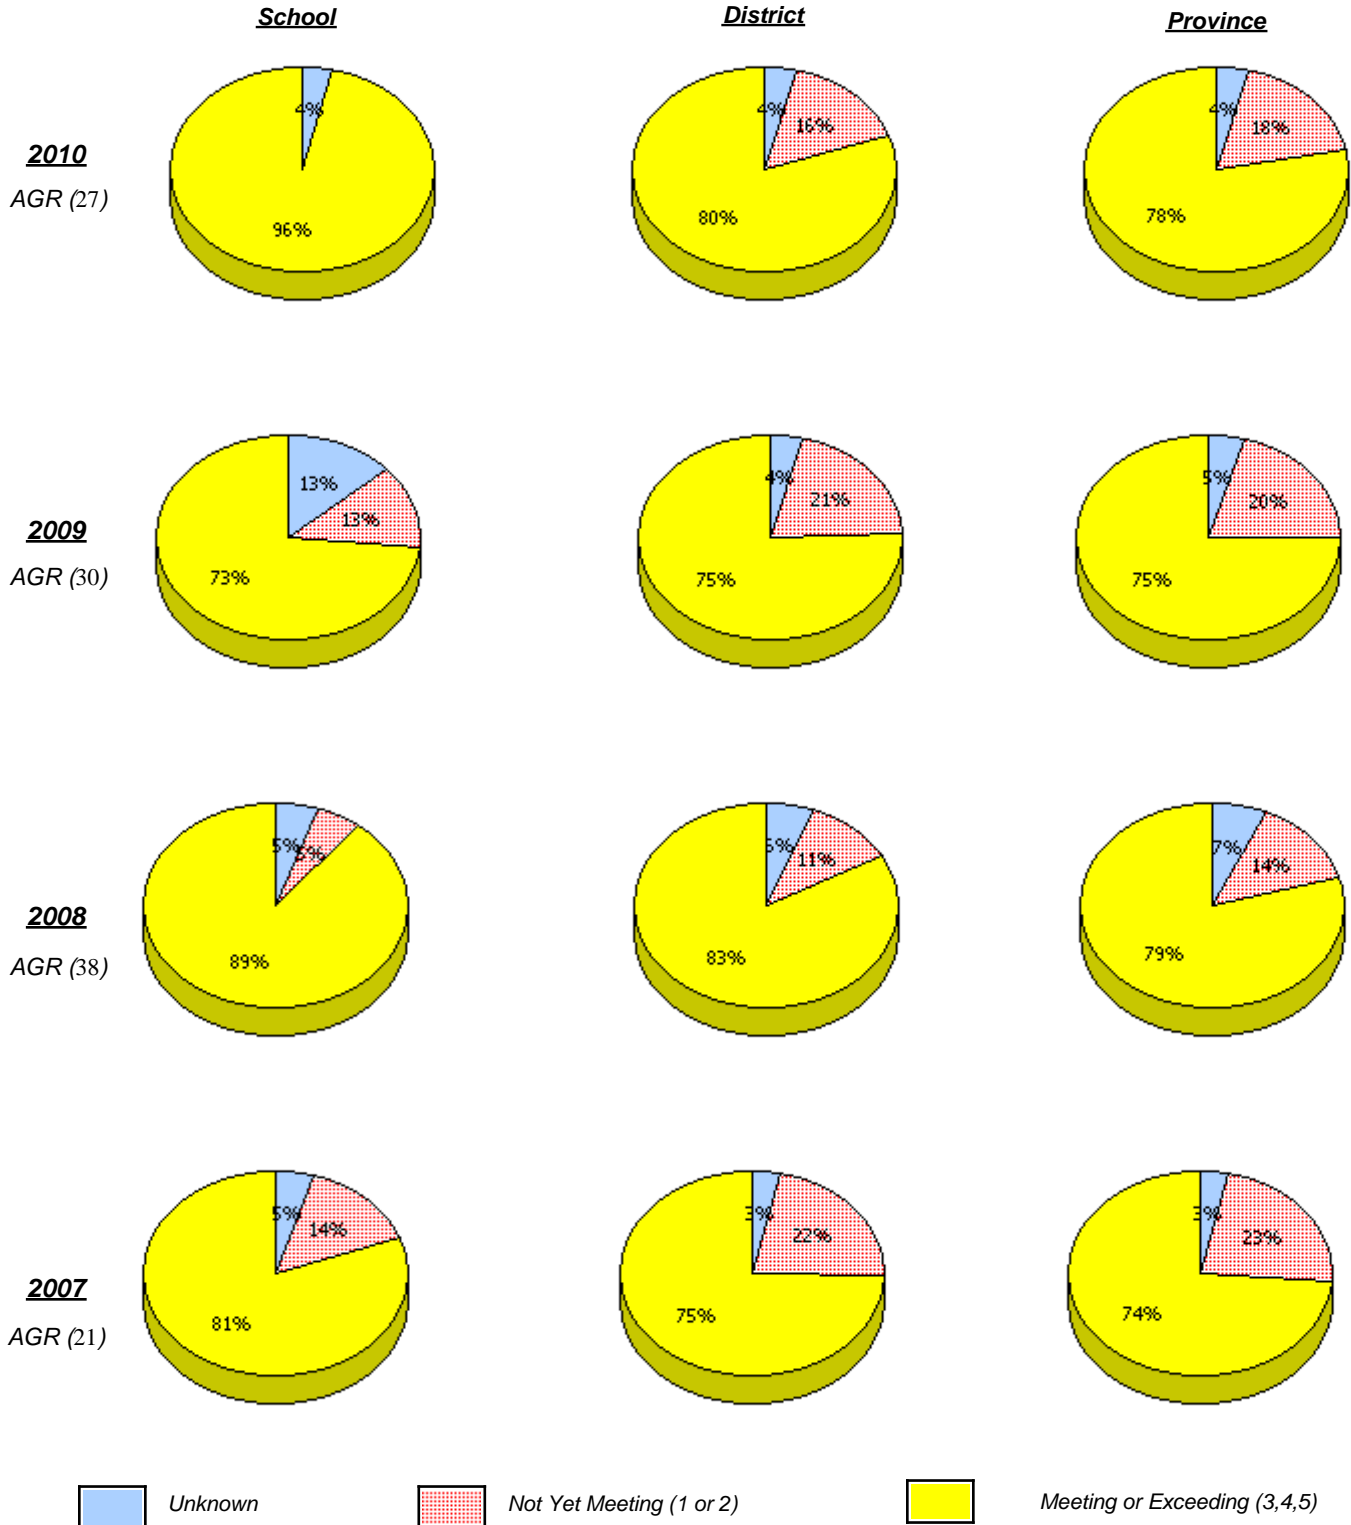 School District Province
4% 4% 16% 4% 18%
2010
AGR (27)
96% 80% 78%
13% 13% 4% 21% 5% 20%
2009
AGR (30)
73% 75% 75%
5% 5% 11% 7% 14%
2008
AGR (38)
89% 83% 79%
5% 14% 3% 22% 3% 23%
2007
AGR (21)
81% 75% 74%
Unknown Not Yet Meeting (1 or 2) Meeting or Exceeding (3,4,5)